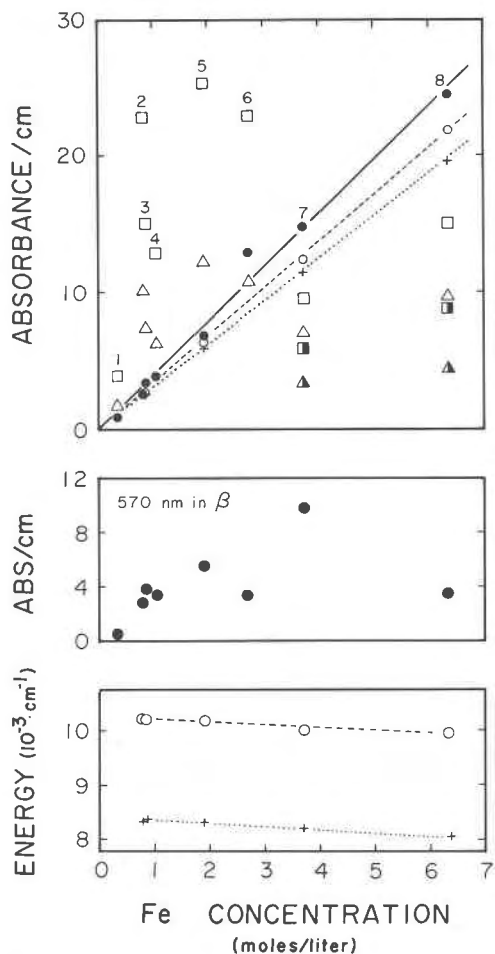 ABSORBANCE/cm
30
20
10
0
1
2
3
4
5
6
7
8
ABS/cm
12
8
4
0
570 nm in β
ENERGY (10⁻³·cm⁻¹)
10
9
8
0 1 2 3 4 5 6 7
Fe CONCENTRATION
(moles/liter)